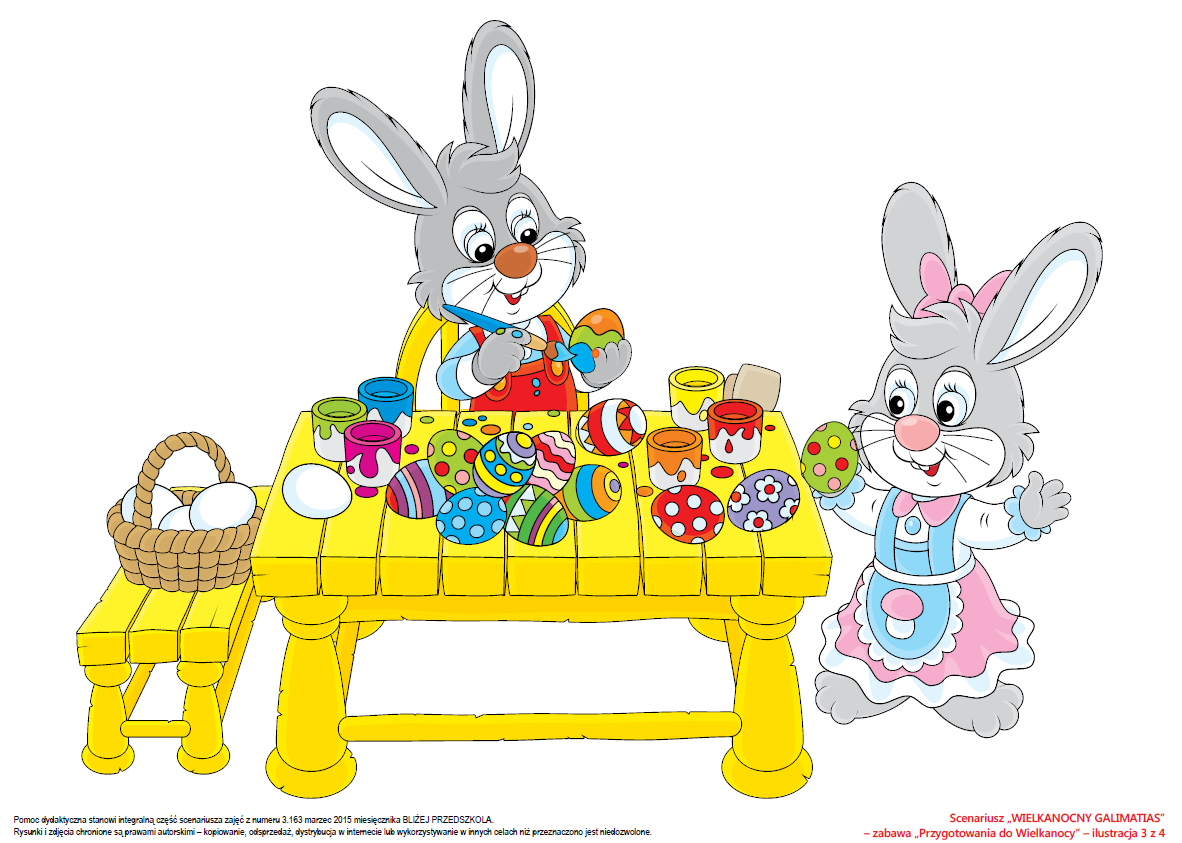 Pomoc dydaktyczna stanowi integralną część scenariusza zajęć z numeru 3.163 marzec 2015 miesięcznika BLIŻEJ PRZEDSZKOLA.
Rysunki i zdjęcia chronione są prawami autorskimi – kopiowanie, odsprzedaż, dystrybucja w internecie lub wykorzystywanie w innych celach niż przeznaczono jest niedozwolone.
Scenariusz „WIELKANOCNY GALIMATIAS”
– zabawa „Przygotowania do Wielkanocy” – ilustracja 3 z 4